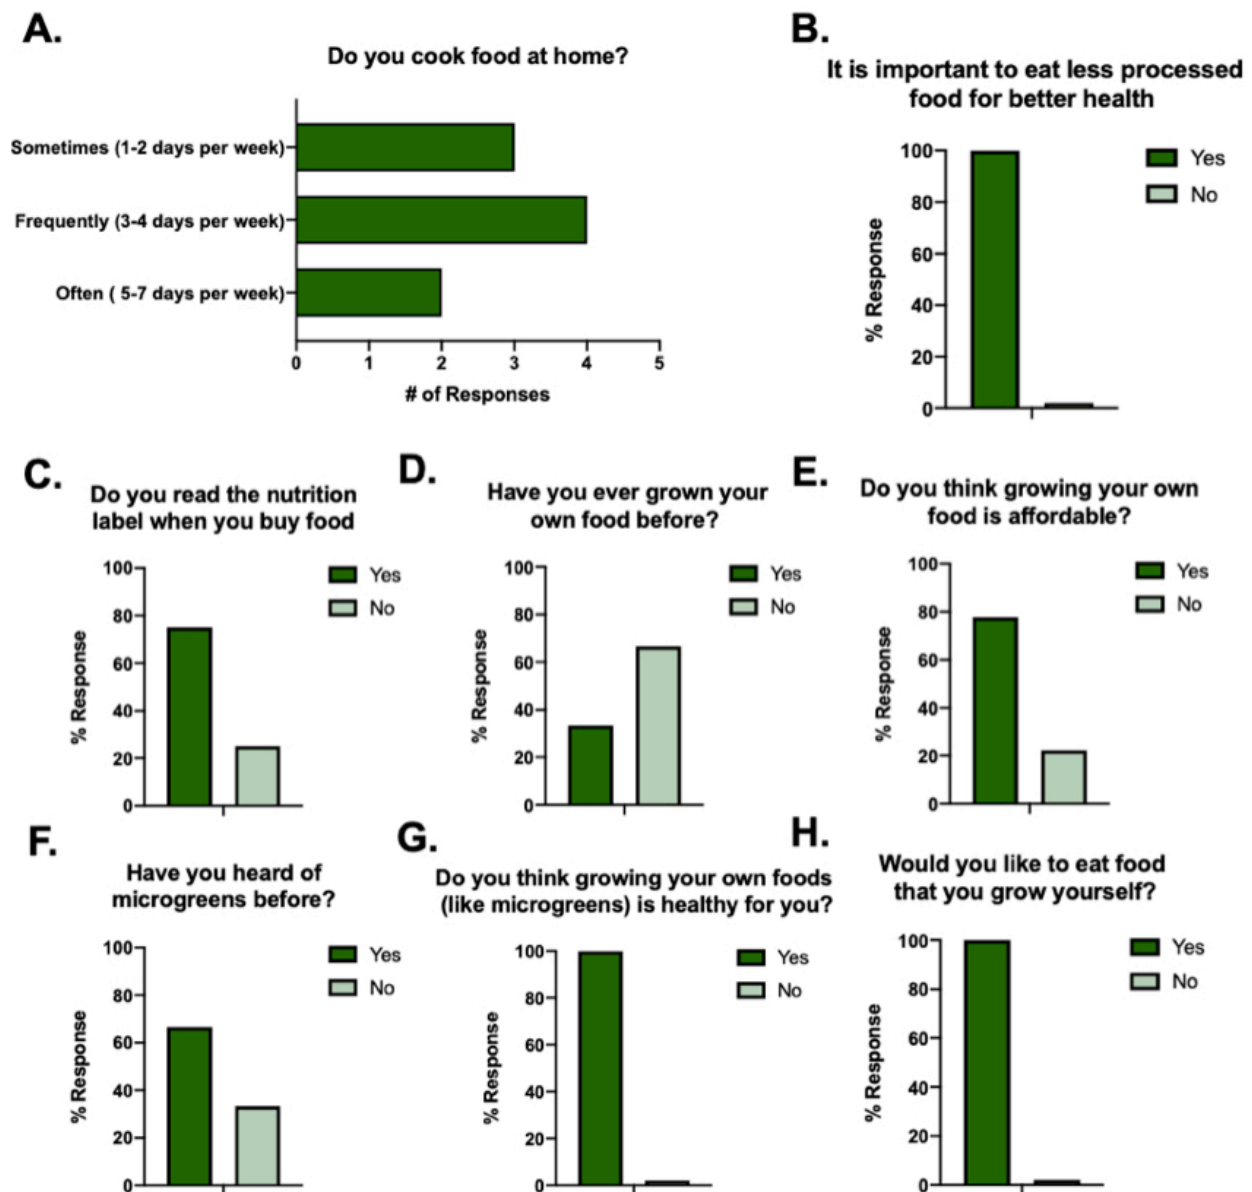 A.
Do you cook food at home?
Sometimes (1-2 days per week)
Frequently (3-4 days per week)
Often ( 5-7 days per week)
0 1 2 3 4 5
# of Responses
B.
It is important to eat less processed
food for better health
100
80
60
40
20
0
% Response
Yes
No
C.
Do you read the nutrition
label when you buy food
100
80
60
40
20
0
% Response
Yes
No
D.
Have you ever grown your
own food before?
100
80
60
40
20
0
% Response
Yes
No
E.
Do you think growing your own
food is affordable?
100
80
60
40
20
0
% Response
Yes
No
F.
Have you heard of
microgreens before?
100
80
60
40
20
0
% Response
Yes
No
G.
Do you think growing your own foods
(like microgreens) is healthy for you?
100
80
60
40
20
0
% Response
Yes
No
H.
Would you like to eat food
that you grow yourself?
100
80
60
40
20
0
% Response
Yes
No